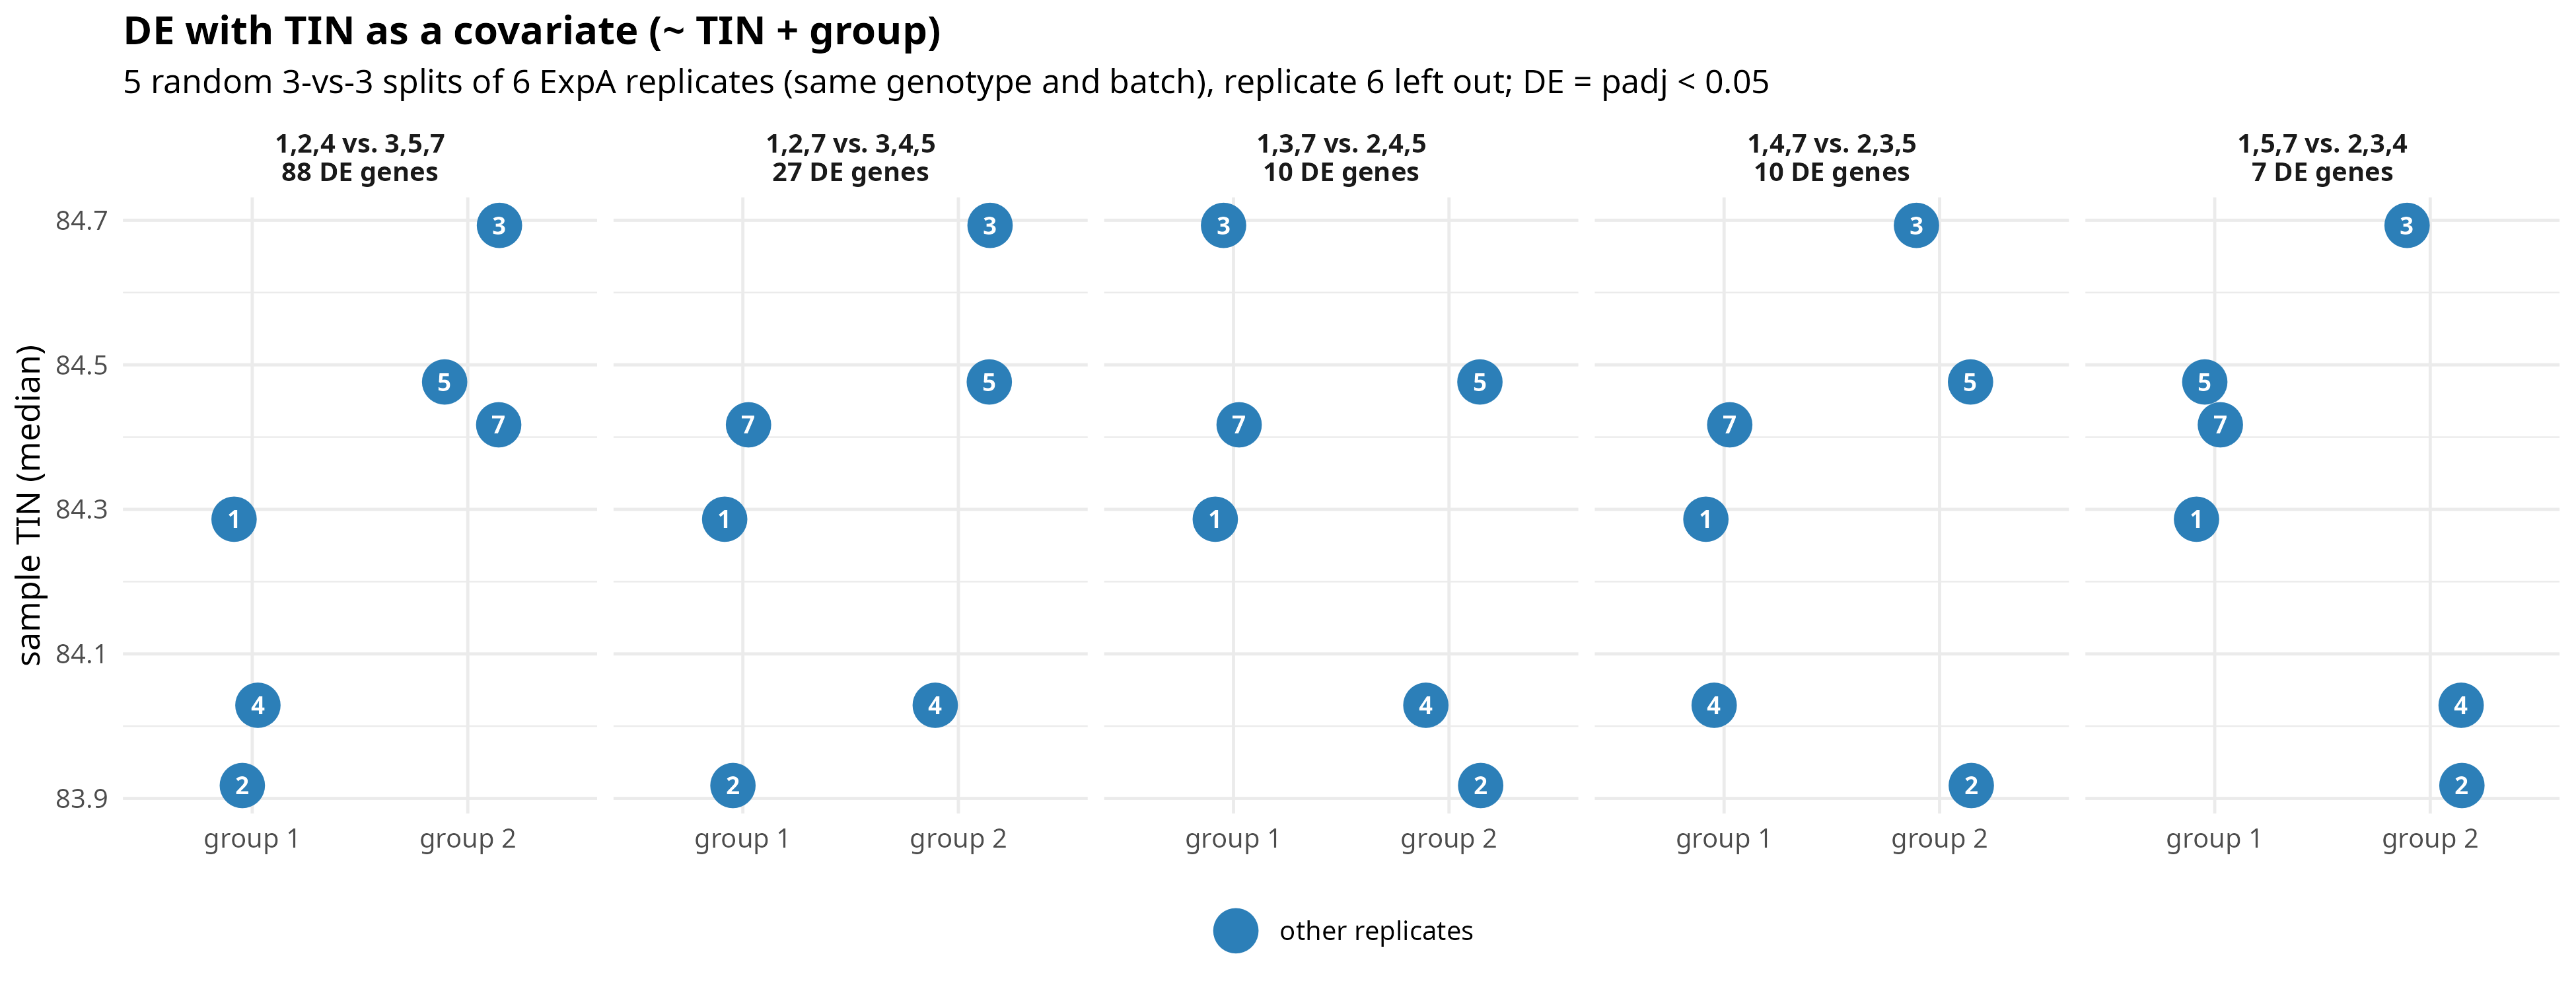 DE with TIN as a covariate (~ TIN + group)
5 random 3-vs-3 splits of 6 ExpA replicates (same genotype and batch), replicate 6 left out; DE = padj < 0.05
1,2,4 vs. 3,5,7
88 DE genes
1,2,7 vs. 3,4,5
27 DE genes
1,3,7 vs. 2,4,5
10 DE genes
1,4,7 vs. 2,3,5
10 DE genes
1,5,7 vs. 2,3,4
7 DE genes
sample TIN (median)
84.7
84.5
84.3
84.1
83.9
3
5
7
1
4
2
3
5
7
1
4
2
3
5
7
1
4
2
3
5
7
1
4
2
3
5
7
1
4
2
group 1 group 2
group 1 group 2
group 1 group 2
group 1 group 2
group 1 group 2
other replicates